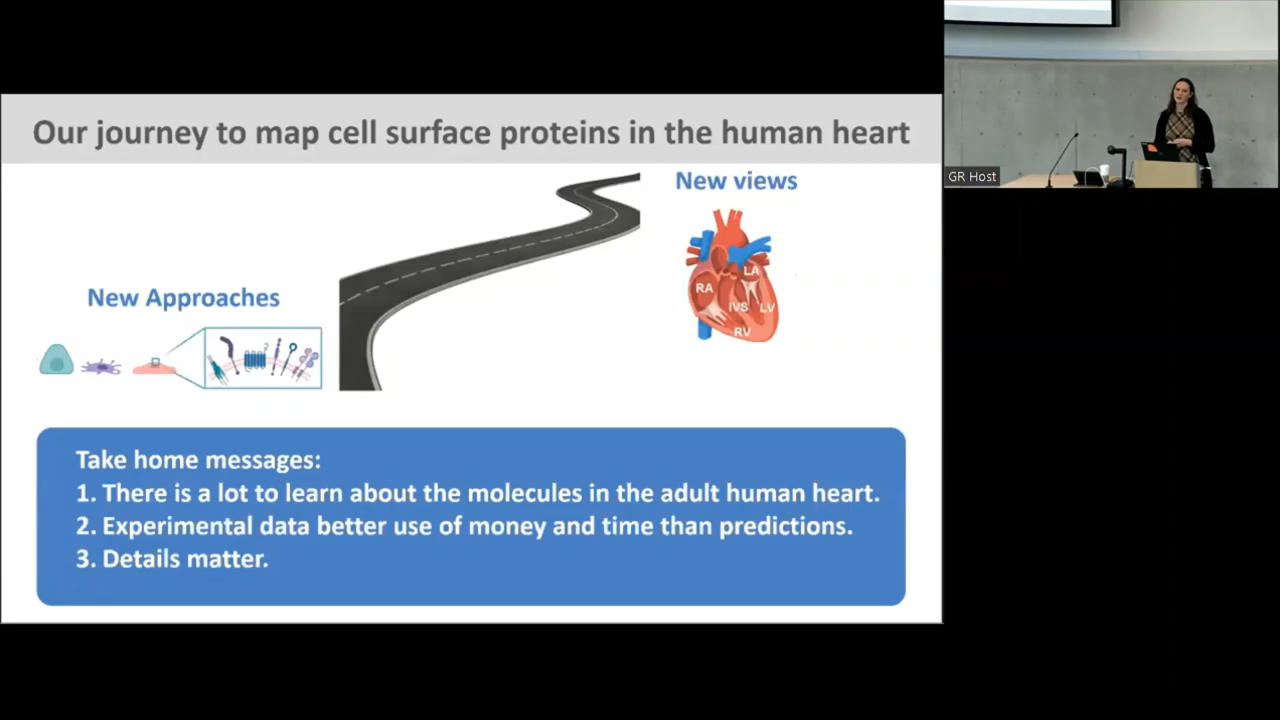 Our journey to map cell surface proteins in the human heart
New views
New Approaches
LA
RA
IVS
LV
RV
Take home messages:
1. There is a lot to learn about the molecules in the adult human heart.
2. Experimental data better use of money and time than predictions.
3. Details matter.
GR Host